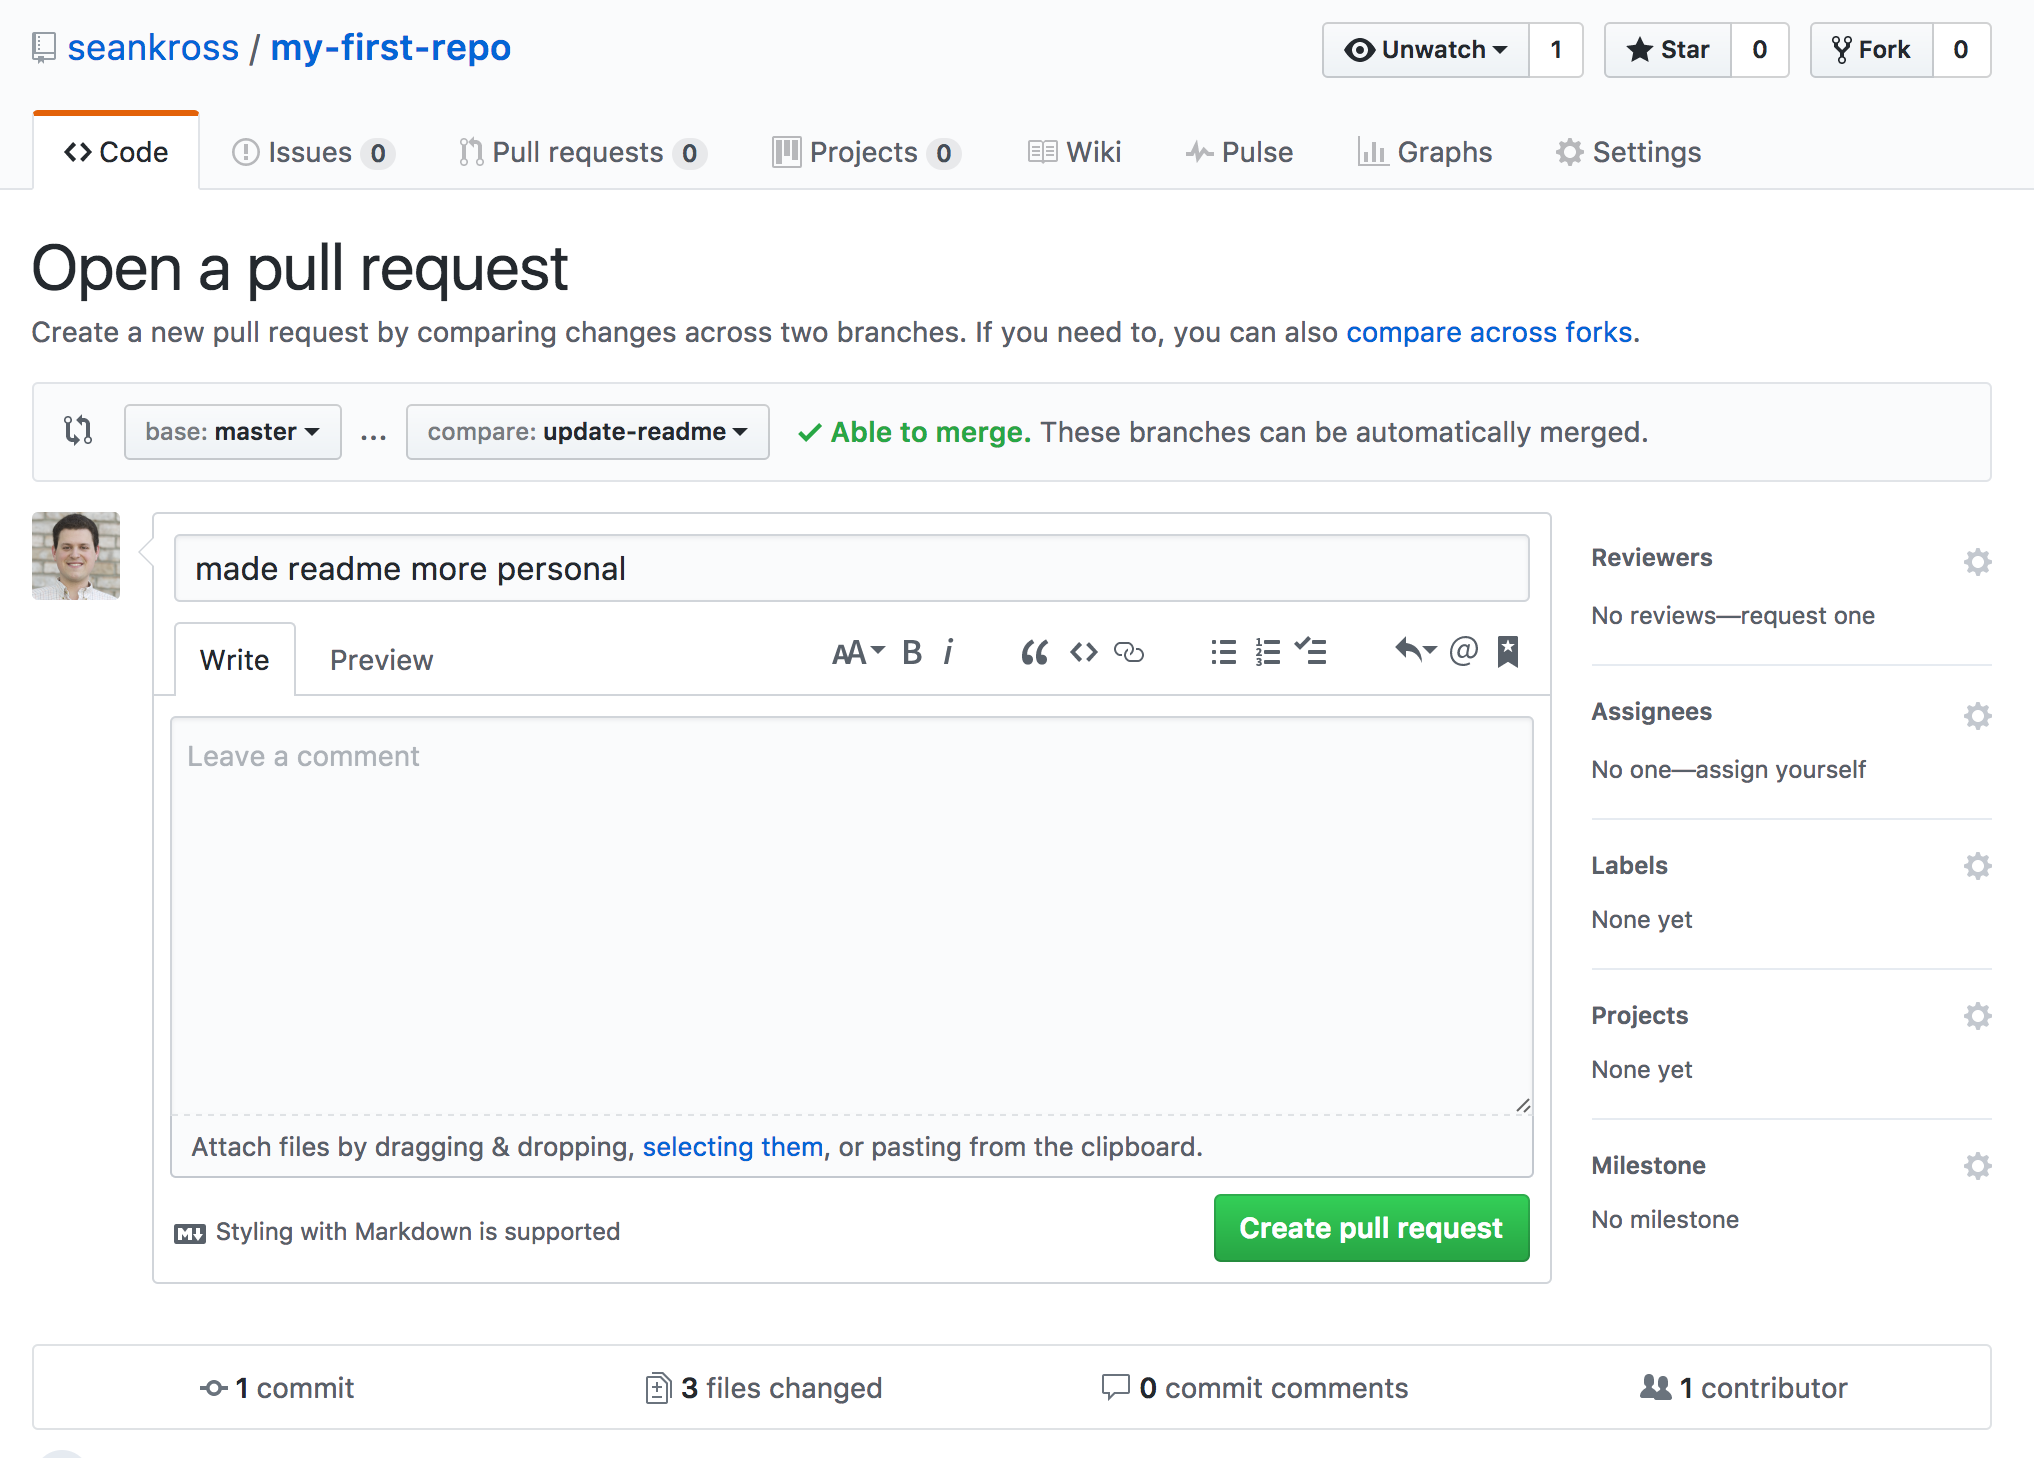 seankross / my-first-repo
Unwatch 1
Star 0
Fork 0
Code
Issues 0
Pull requests 0
Projects 0
Wiki
Pulse
Graphs
Settings
Open a pull request
Create a new pull request by comparing changes across two branches. If you need to, you can also compare across forks.
base: master ... compare: update-readme Able to merge. These branches can be automatically merged.
made readme more personal
Write Preview AA B i
Leave a comment
Attach files by dragging & dropping, selecting them, or pasting from the clipboard.
Styling with Markdown is supported
Create pull request
Reviewers
No reviews—request one
Assignees
No one—assign yourself
Labels
None yet
Projects
None yet
Milestone
No milestone
1 commit
3 files changed
0 commit comments
1 contributor